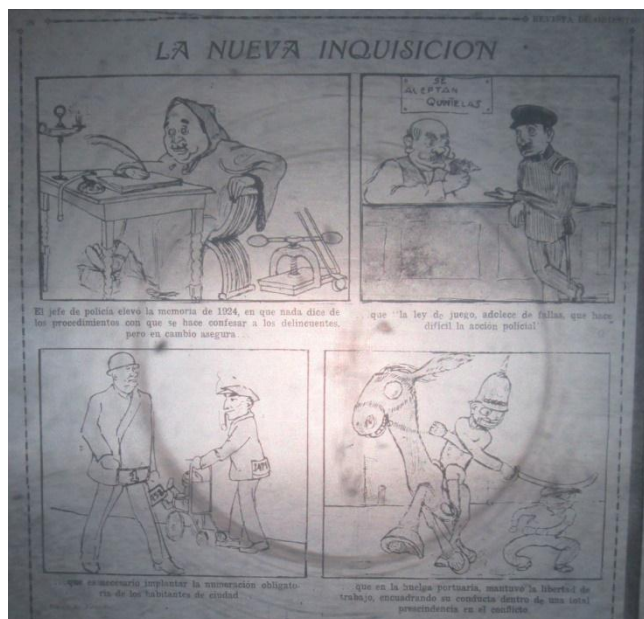 REVISTA DE
LA NUEVA INQUISICION
SE
ACEPTAN
QUINIELAS
El jefe de policía elevó la memoria de 1924, en que nada dice de
los procedimientos con que se hace confesar a los delincuentes,
pero en cambio asegura...
que "la ley de juego, adolece de fallas, que hace
difícil la acción policial
que es necesario implantar la numeración obligato-
ria de los habitantes de ciudad...
que en la huelga portuaria, mantuvo la libertad de
trabajo, encuadrando su conducta dentro de una total
prescindencia en el conflicto.